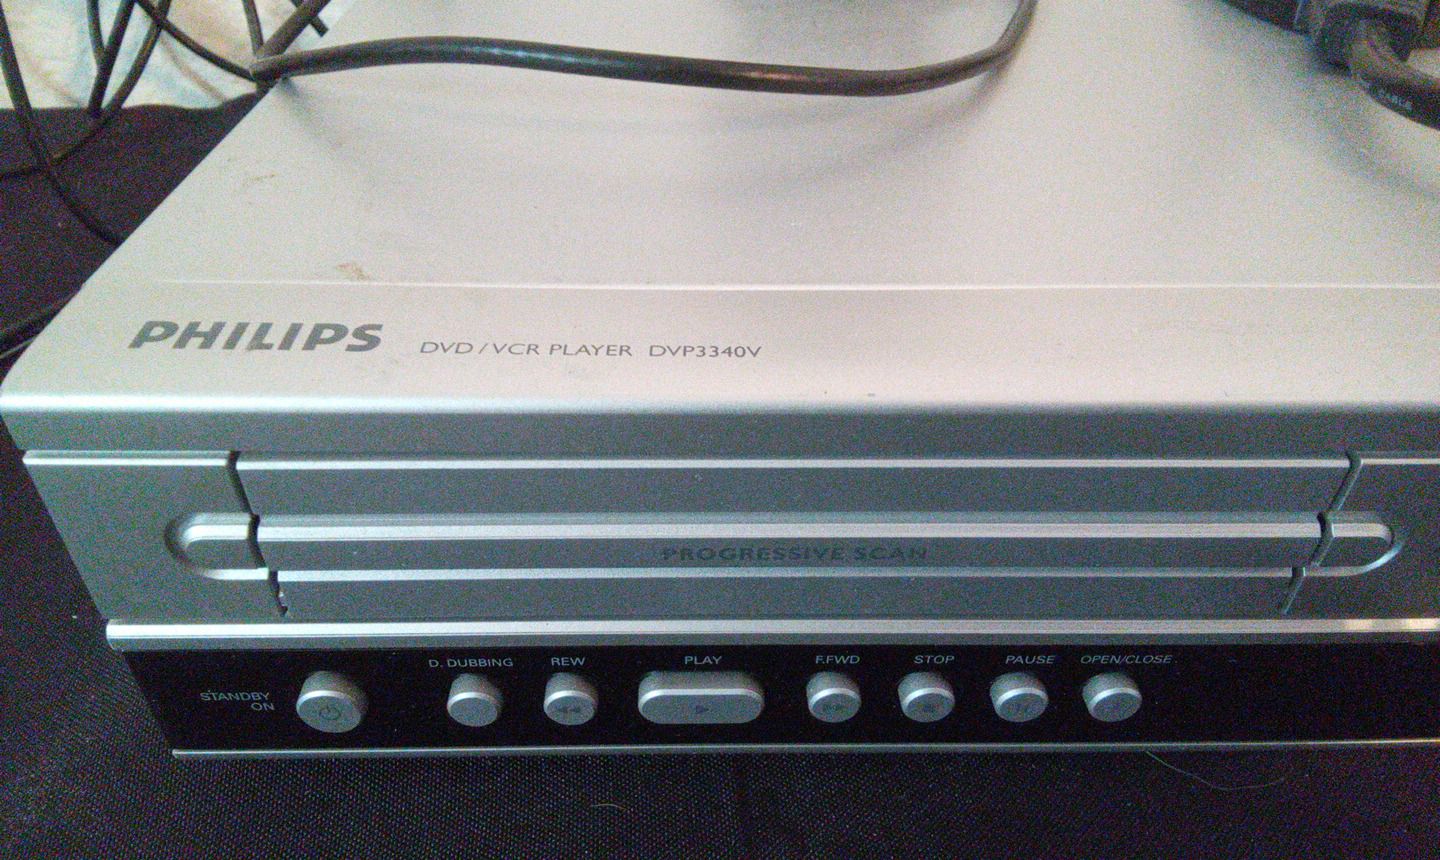 PHILIPS DVD / VCR PLAYER DVP3340V
PROGRESSIVE SCAN
D. DUBBING REW PLAY F.FWD STOP PAUSE OPEN/CLOSE
STANDBY
ON